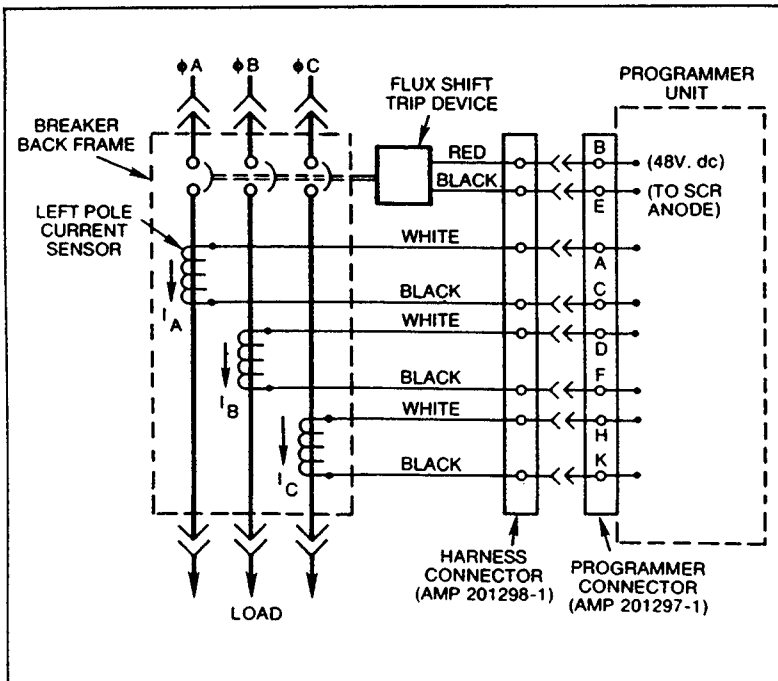 ϕA ϕB ϕC
FLUX SHIFT
TRIP DEVICE
PROGRAMMER
UNIT
BREAKER
BACK FRAME
RED
B
(48V. dc)
BLACK
E
(TO SCR
ANODE)
LEFT POLE
CURRENT
SENSOR
WHITE
A
I A
BLACK
C
WHITE
D
I B
BLACK
F
WHITE
H
I C
BLACK
K
LOAD
HARNESS
CONNECTOR
(AMP 201298-1)
PROGRAMMER
CONNECTOR
(AMP 201297-1)